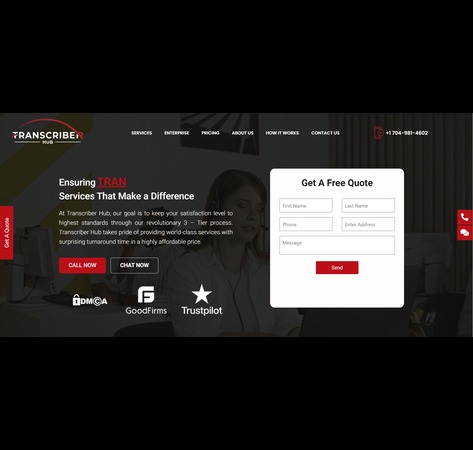 TRANSCRIBER
HUB
SERVICES ENTERPRISE PRICING ABOUT US HOW IT WORKS CONTACT US
+1 704-981-4602
Ensuring TRAN
Services That Make a Difference
At Transcriber Hub, our goal is to keep your satisfaction level to
highest standards through our revolutionary 3 – Tier process.
Transcriber Hub takes pride of providing world-class services with
surprising turnaround time in a highly affordable price.
CALL NOW CHAT NOW
DMCA
GoodFirms
Trustpilot
Get A Quote
Get A Free Quote
First Name Last Name
Phone Enter Address
Message
Send